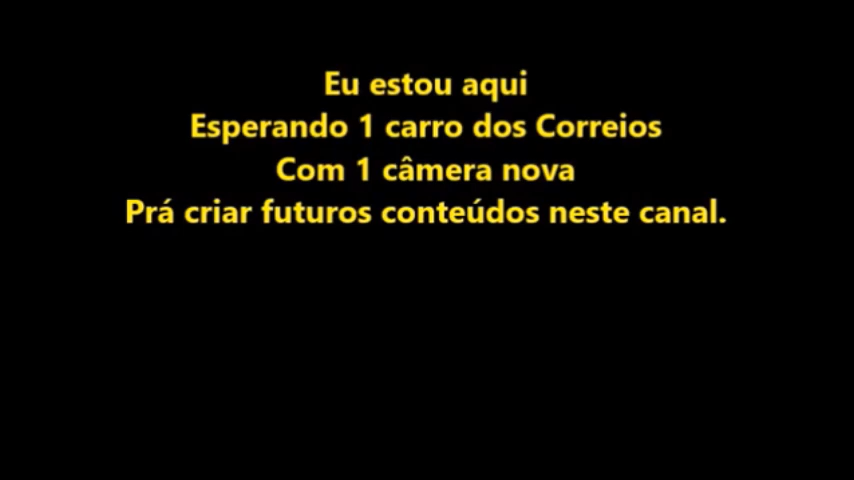 Eu estou aqui
Esperando 1 carro dos Correios
Com 1 câmera nova
Prá criar futuros conteúdos neste canal.